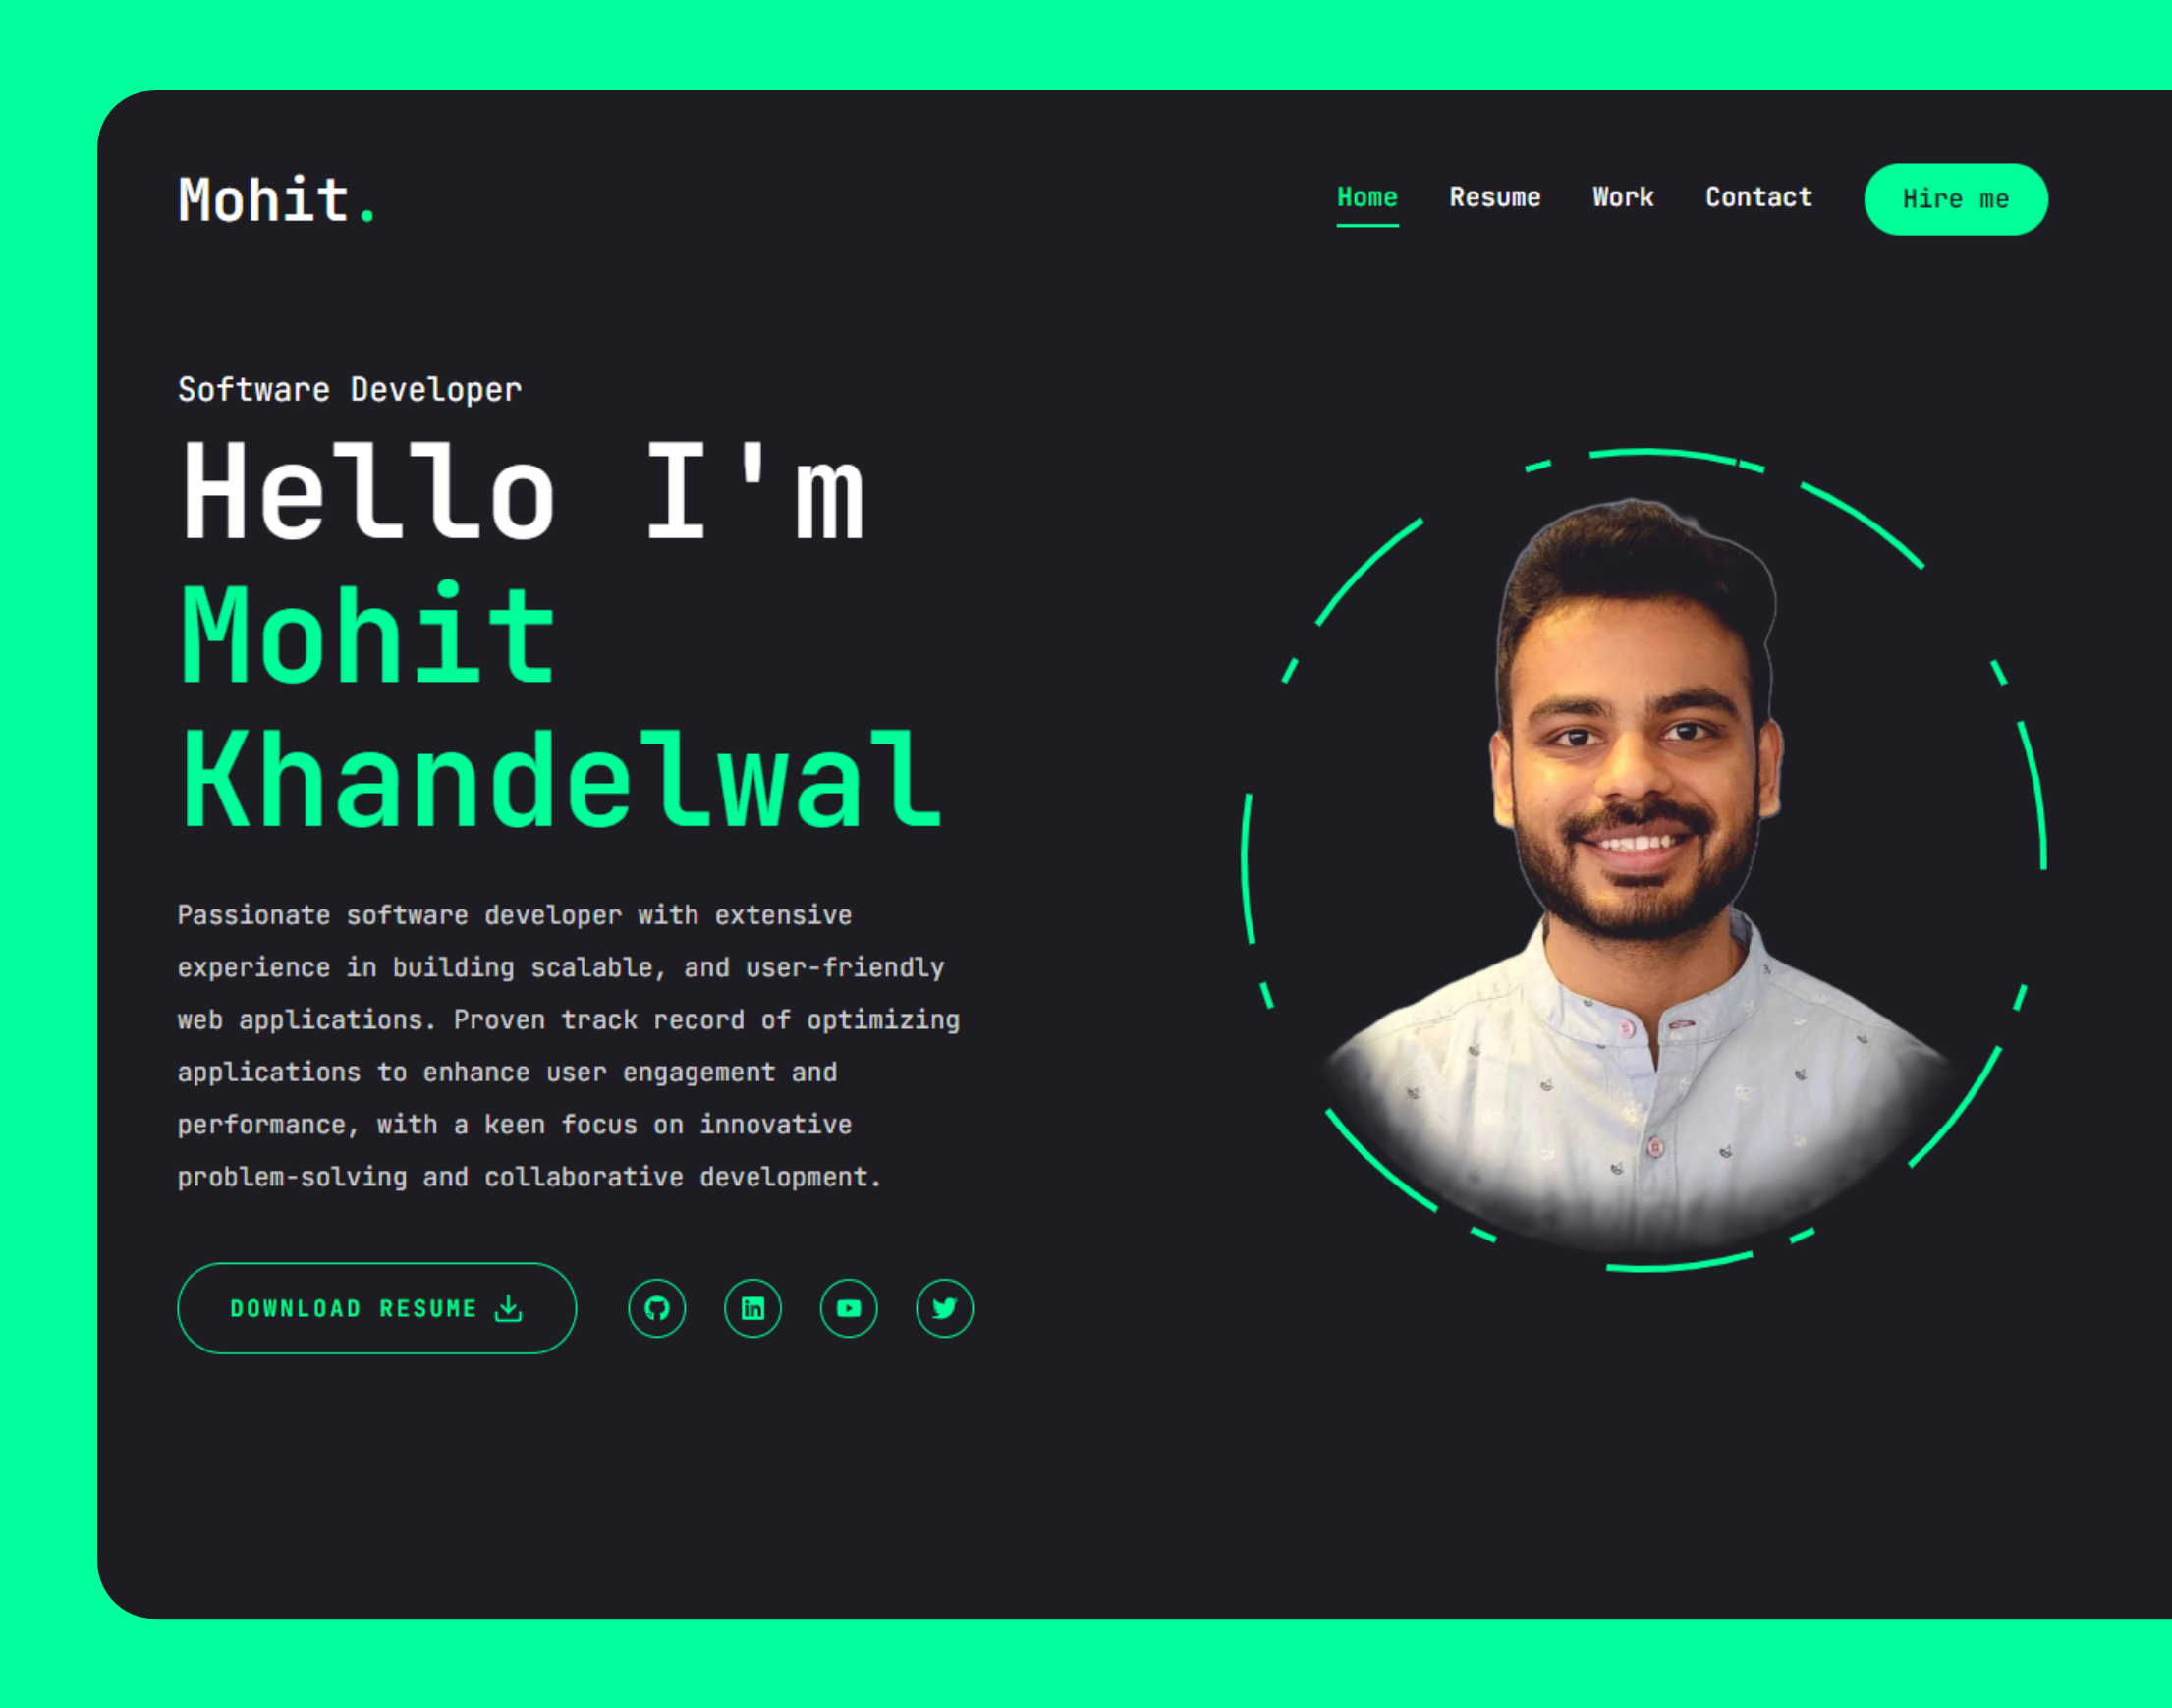 Mohit.
Home Resume Work Contact Hire me
Software Developer
Hello I'm
Mohit
Khandelwal
Passionate software developer with extensive
experience in building scalable, and user-friendly
web applications. Proven track record of optimizing
applications to enhance user engagement and
performance, with a keen focus on innovative
problem-solving and collaborative development.
DOWNLOAD RESUME
in